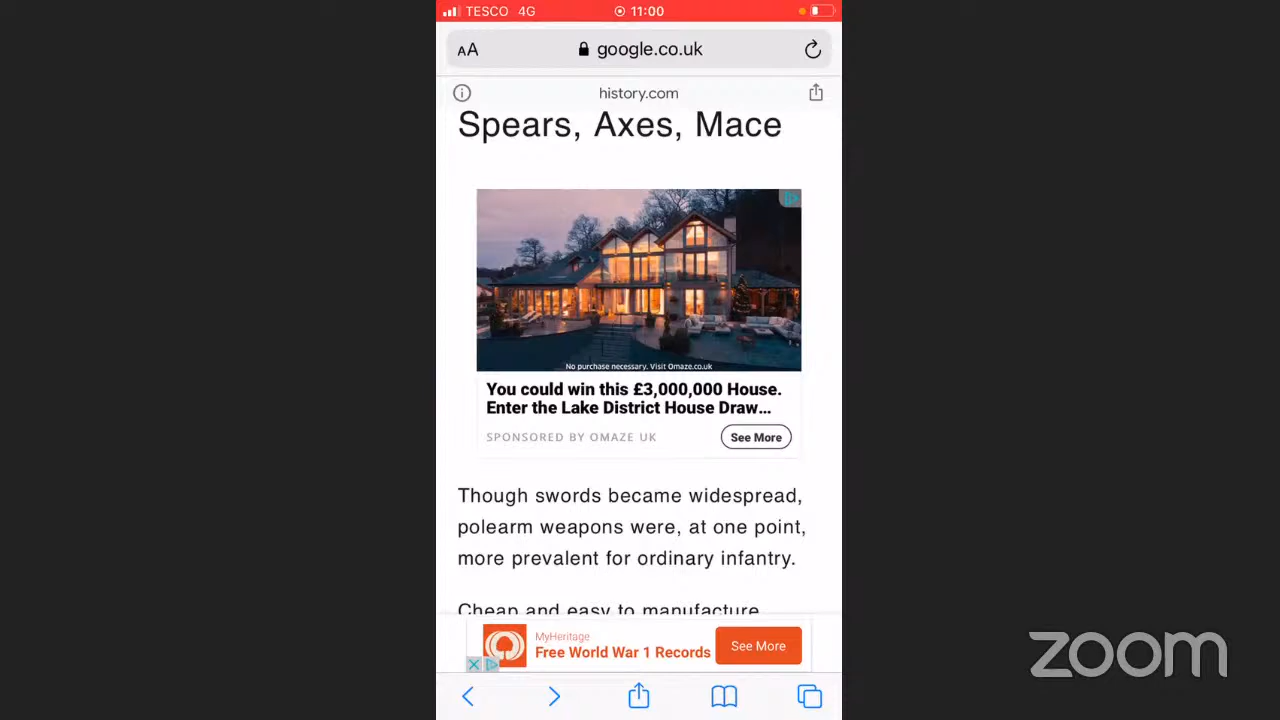 TESCO 4G 11:00
AA google.co.uk
history.com
Spears, Axes, Mace
No purchase necessary. Visit Omaze.co.uk
You could win this £3,000,000 House.
Enter the Lake District House Draw...
SPONSORED BY OMAZE UK See More
Though swords became widespread,
polearm weapons were, at one point,
more prevalent for ordinary infantry.
Cheap and easy to manufacture
MyHeritage
Free World War 1 Records See More
zoom